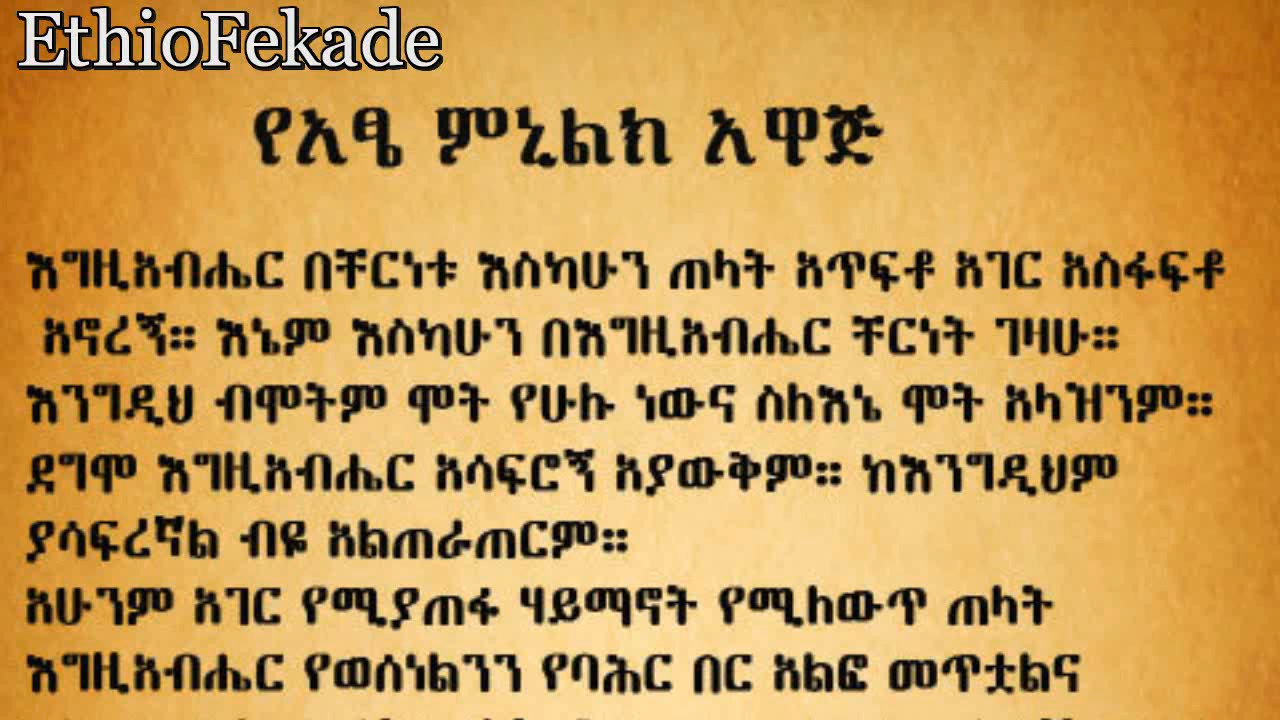 EthioFekade
የአፄ ምኒልክ አዋጅ
እግዚአብሔር በቸርነቱ እስካሁን ጠላት አጥፍቶ አገር አስፋፍቶ
አኖረኝ። እኔም እስካሁን በእግዚአብሔር ቸርነት ገዛሁ።
እንግዲህ ብሞትም ሞት የሁሉ ነውና ስለእኔ ሞት አላዝንም።
ደግሞ እግዚአብሔር አሳፍሮኝ አያውቅም። ከእንግዲህም
ያሳፍረኛል ብዬ አልጠራጠርም።
አሁንም አገር የሚያጠፋ ሃይማኖት የሚለውጥ ጠላት
እግዚአብሔር የወሰነልንን የባሕር በር አልፎ መጥቷልና